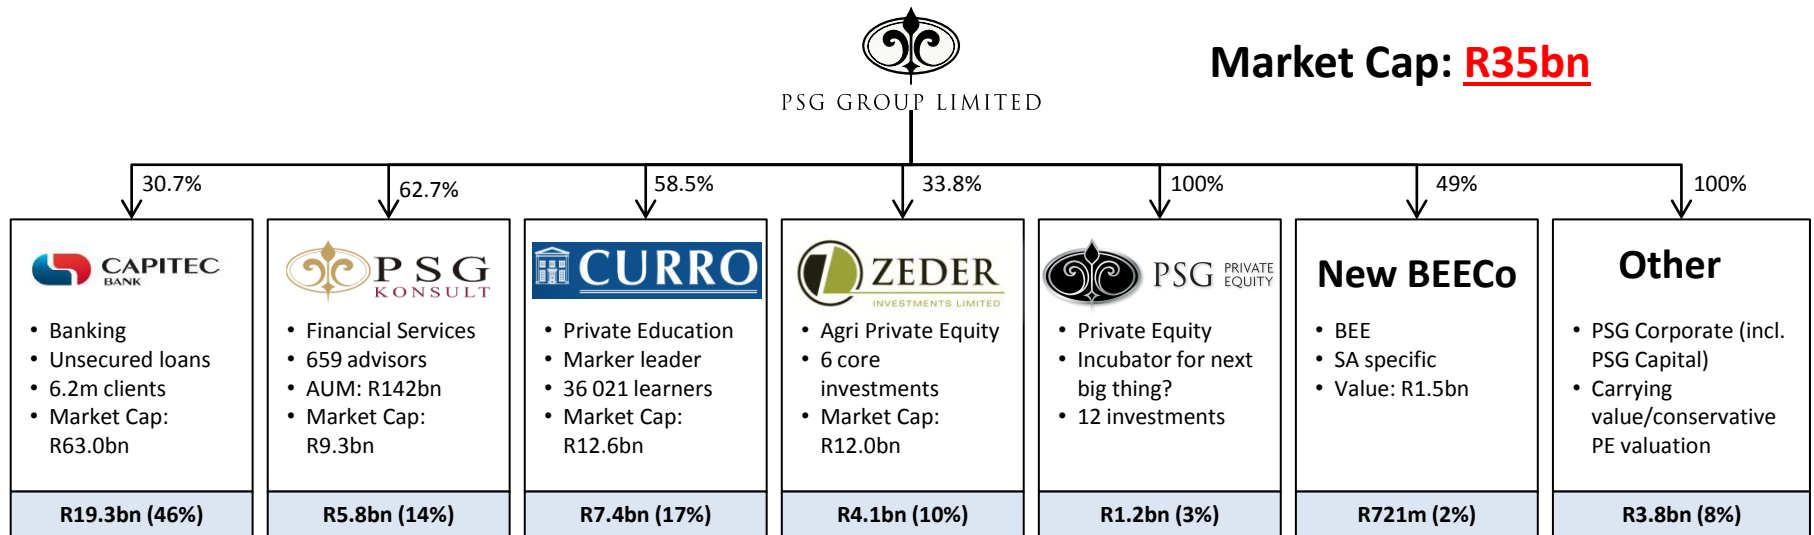 PSG GROUP LIMITED
Market Cap: R35bn
30.7%
62.7%
58.5%
33.8%
100%
49%
100%
CAPITEC
BANK
• Banking
• Unsecured loans
• 6.2m clients
• Market Cap:
R63.0bn
R19.3bn (46%)
PSG
KONSULT
• Financial Services
• 659 advisors
• AUM: R142bn
• Market Cap:
R9.3bn
R5.8bn (14%)
CURRO
• Private Education
• Marker leader
• 36 021 learners
• Market Cap:
R12.6bn
R7.4bn (17%)
ZEDER
INVESTMENTS LIMITED
• Agri Private Equity
• 6 core
investments
• Market Cap:
R12.0bn
R4.1bn (10%)
PSG PRIVATE
EQUITY
• Private Equity
• Incubator for next
big thing?
• 12 investments
R1.2bn (3%)
New BEECo
• BEE
• SA specific
• Value: R1.5bn
R721m (2%)
Other
• PSG Corporate (incl.
PSG Capital)
• Carrying
value/conservative
PE valuation
R3.8bn (8%)